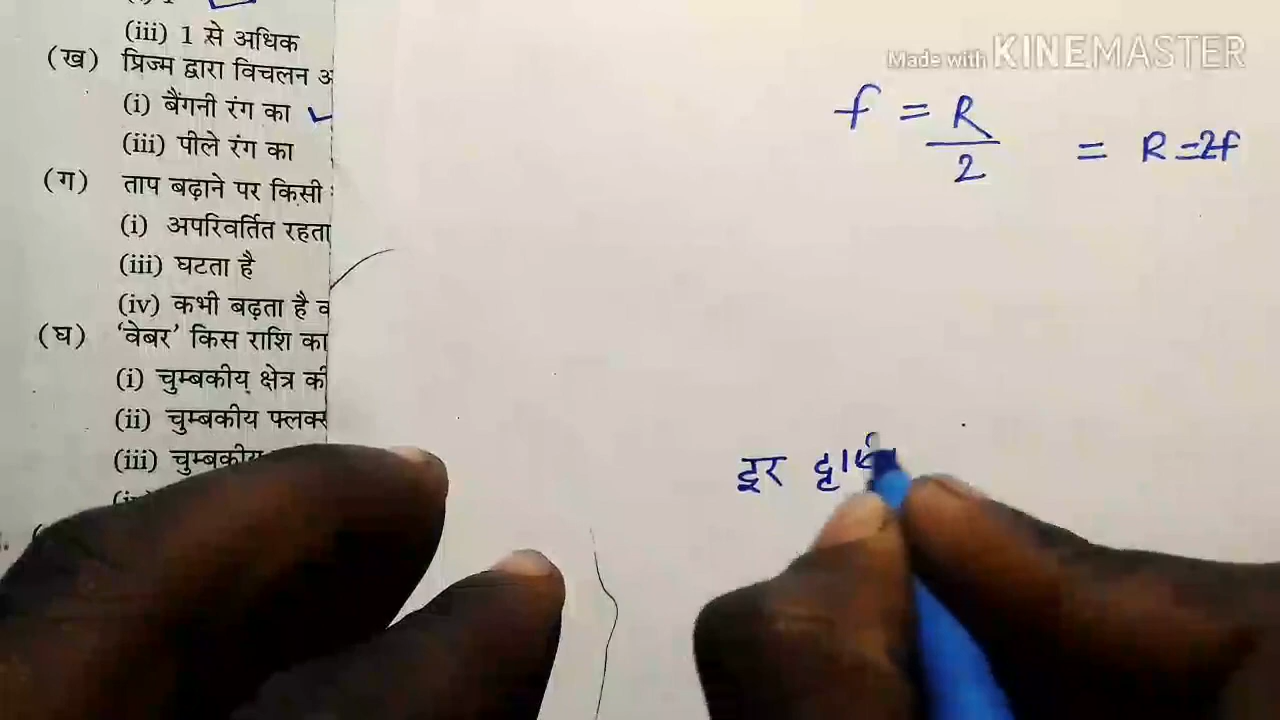 (iii) 1 से अधिक
(ख) प्रिज्म द्वारा विचलन
(i) बैंगनी रंग का
(iii) पीले रंग का
(ग) ताप बढ़ाने पर किसी
(i) अपरिवर्तित रहता
(iii) घटता है
(iv) कभी बढ़ता है
(घ) ‘वेबर’ किस राशि का
(i) चुम्बकीय क्षेत्र की
(ii) चुम्बकीय फ्लक्स
(iii) चुम्बकीय
Made with KINEMASTER
f = R/2 = R = 2f